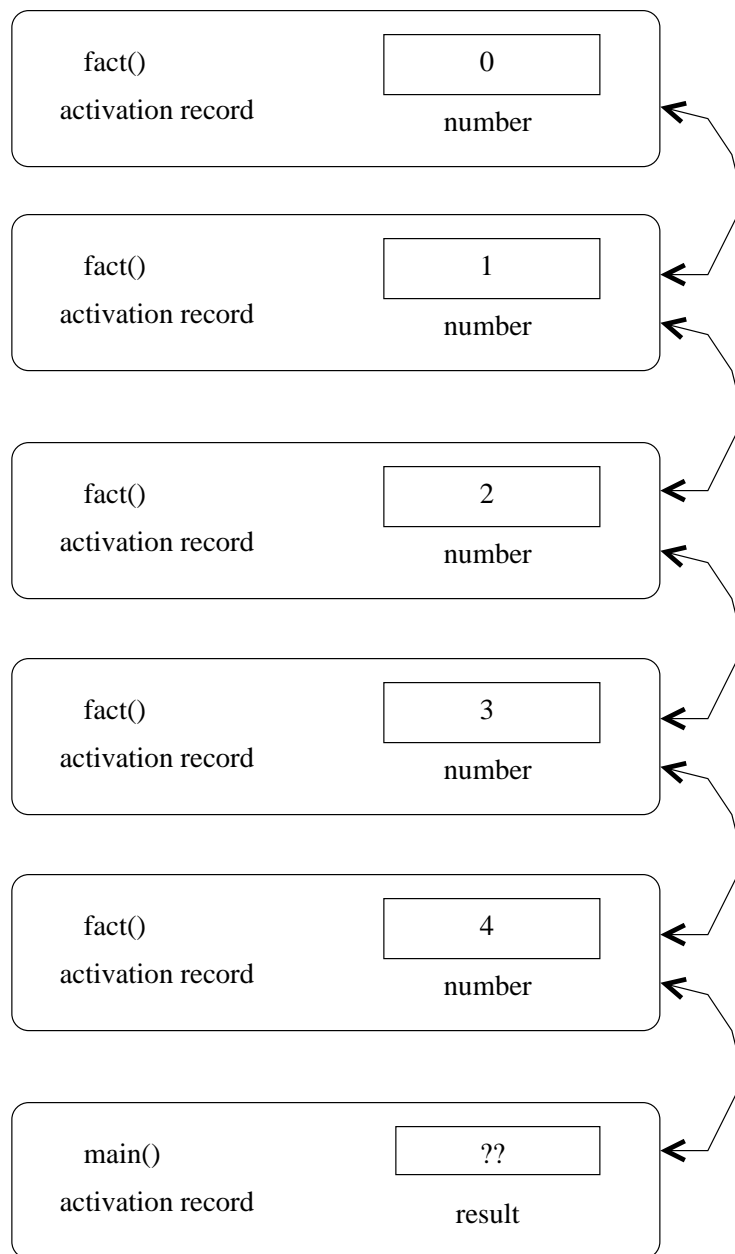 fact()
0
activation record
number
fact()
1
activation record
number
fact()
2
activation record
number
fact()
3
activation record
number
fact()
4
activation record
number
main()
??
activation record
result